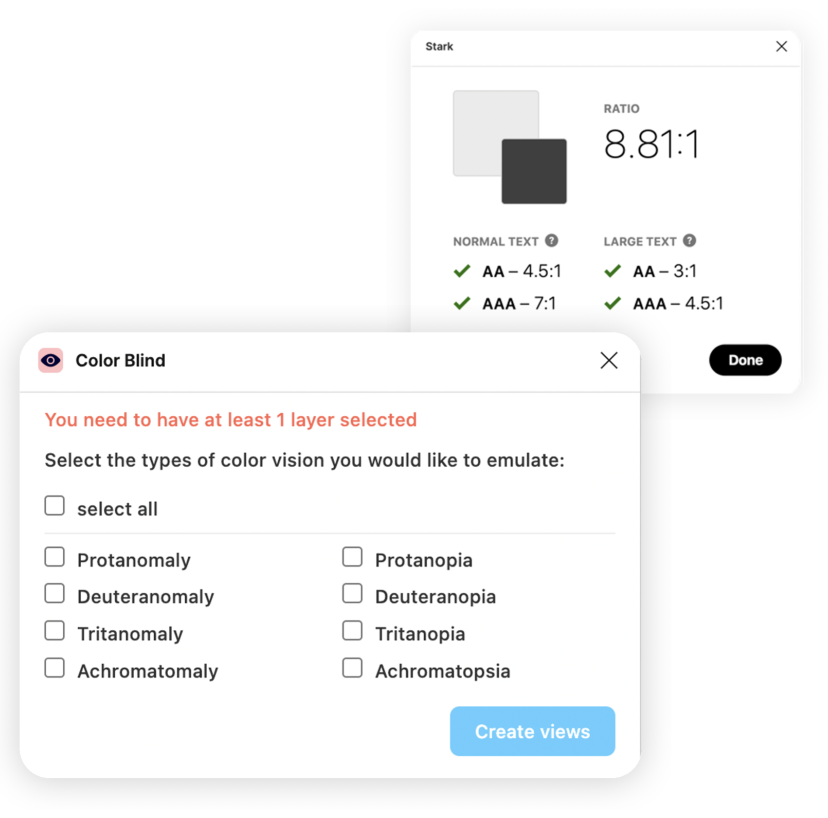 Stark
RATIO
8.81:1
NORMAL TEXT ?
AA – 4.5:1
AAA – 7:1
LARGE TEXT ?
AA – 3:1
AAA – 4.5:1
Done
Color Blind
You need to have at least 1 layer selected
Select the types of color vision you would like to emulate:
select all
Protanomaly
Protanopia
Deuteranomaly
Deuteranopia
Tritanomaly
Tritanopia
Achromatomaly
Achromatopsia
Create views